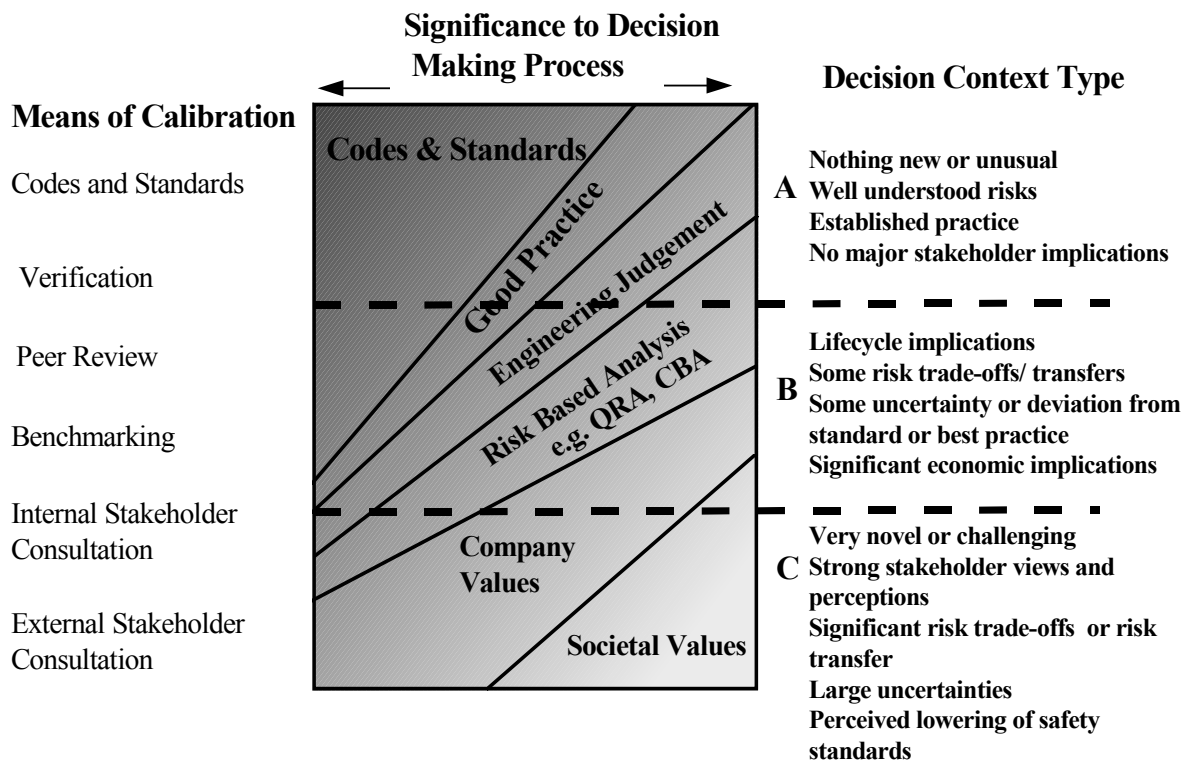 Significance to Decision
Making Process
Decision Context Type
Means of Calibration
Codes and Standards
Verification
Peer Review
Benchmarking
Internal Stakeholder
Consultation
External Stakeholder
Consultation
Codes & Standards
Good Practice
Engineering Judgement
Risk Based Analysis
e.g. QRA, CBA
Company
Values
Societal Values
A
Nothing new or unusual
Well understood risks
Established practice
No major stakeholder implications
B
Lifecycle implications
Some risk trade-offs/ transfers
Some uncertainty or deviation from
standard or best practice
Significant economic implications
C
Very novel or challenging
Strong stakeholder views and
perceptions
Significant risk trade-offs or risk
transfer
Large uncertainties
Perceived lowering of safety
standards